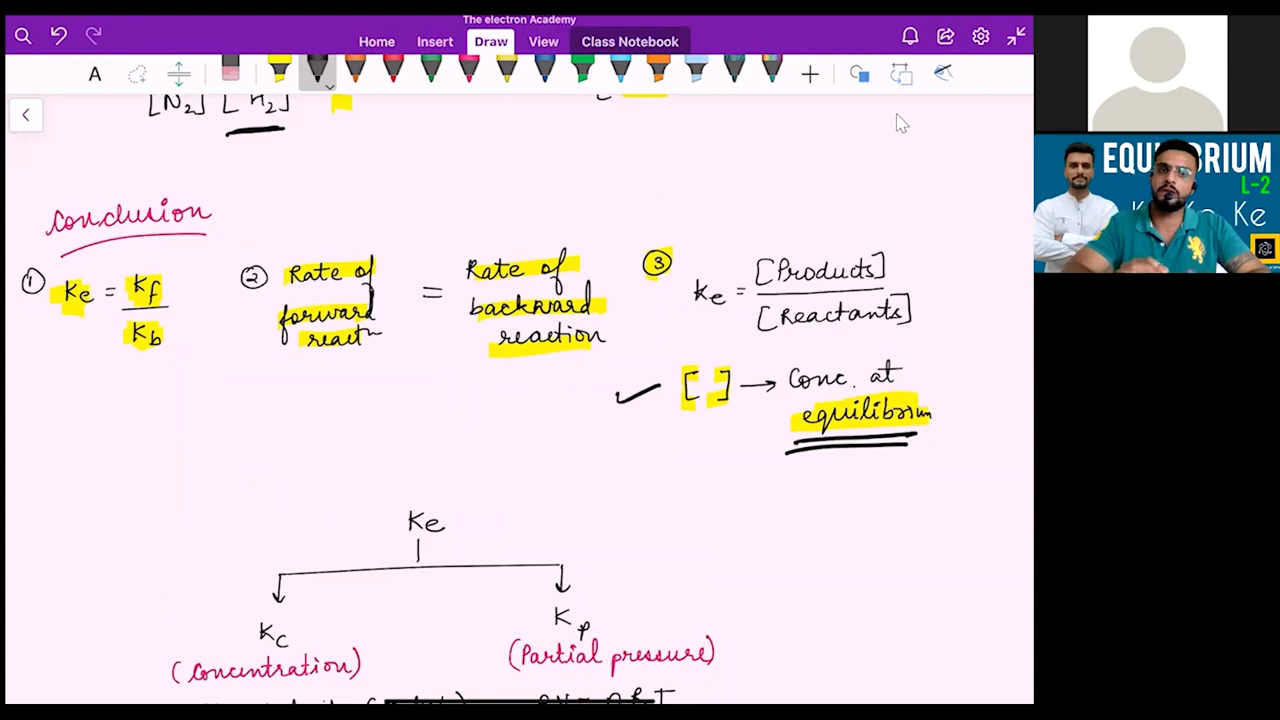 The electron Academy
Home Insert Draw View Class Notebook
A
[N2] [H2]
EQUILIBRIUM
L-2
Ke
Conclusion
① Ke = Kf / Kb
② Rate of forward react = Rate of backward reaction
③ Ke = [Products] / [Reactants]
[ ] → Conc. at
equilibrium
Ke
Kc
Kp
(Concentration)
(Partial pressure)